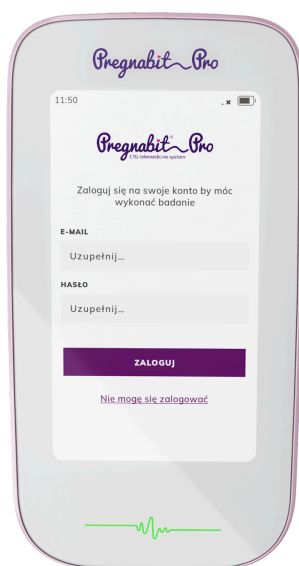 Pregnabit Pro
11:50
Pregnabit Pro
CTG telemedicine system
Zaloguj się na swoje konto by móc
wykonać badanie
E-MAIL
Uzupełnij...
HASŁO
Uzupełnij...
ZALOGUJ
Nie mogę się zalogować